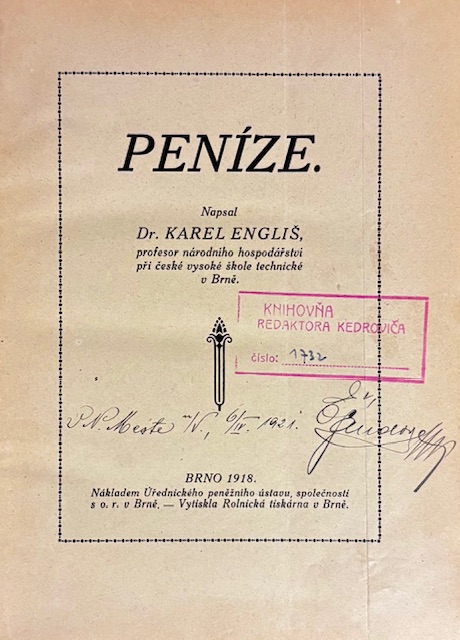 PENÍZE.
Napsal
Dr. KAREL ENGLIŠ,
profesor národního hospodářství
při české vysoké škole technické
v Brně.
KNIHOVŇA
REDAKTORA KEDROVIČA
číslo: 1732
V N. Meste n/V., 6/IV. 1921.
BRNO 1918.
Nákladem Úřednického peněžního ústavu, společnosti
s o. r. v Brně, — Vytiskla Rolnická tiskárna v Brně.